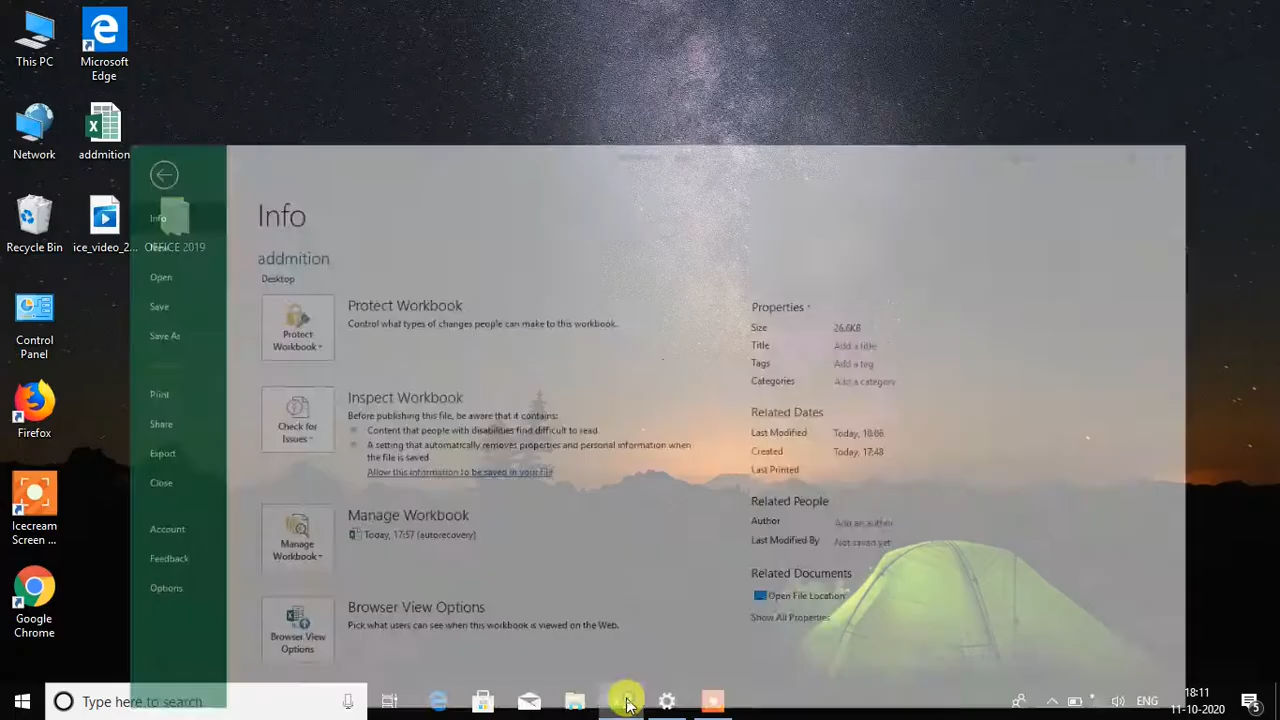 This PC
Microsoft Edge
Network
addmition
Recycle Bin
ice_video_2...
OFFICE 2019
Control Panel
Firefox
Icecream Screen ...
Google Chrome
Info
Open
Save
Save As
Print
Share
Export
Close
Account
Feedback
Options
Info
addmition
Desktop
Protect Workbook
Protect Workbook
Control what types of changes people can make to this workbook.
Check for Issues
Inspect Workbook
Before publishing this file, be aware that it contains:
Content that people with disabilities find difficult to read
A setting that automatically removes properties and personal information when
the file is saved
Allow this information to be saved in your file
Manage Workbook
Manage Workbook
Today, 17:57 (autorecovery)
Browser View Options
Browser View Options
Pick what users can see when this workbook is viewed on the Web.
Properties
Size 26.6KB
Title Add a title
Tags Add a tag
Categories Add a category
Related Dates
Last Modified Today, 18:06
Created Today, 17:48
Last Printed
Related People
Author Add an author
Last Modified By Not saved yet
Related Documents
Open File Location
Show All Properties
Type here to search
ENG
18:11
11-10-2020
5